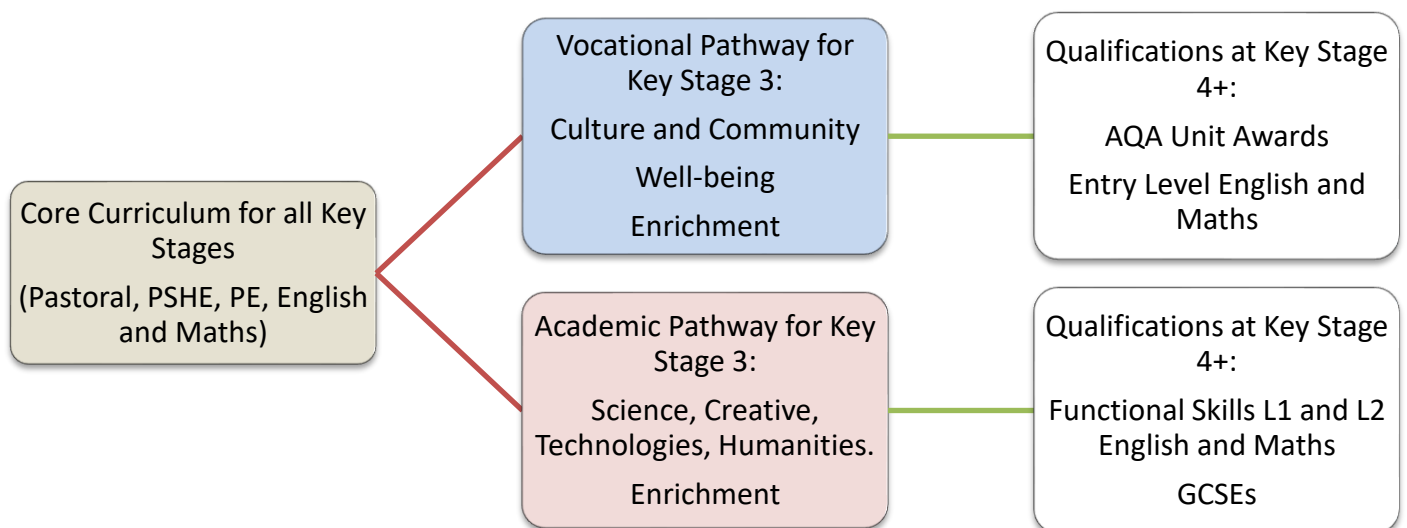 Core Curriculum for all Key
Stages
(Pastoral, PSHE, PE, English
and Maths)
Vocational Pathway for
Key Stage 3:
Culture and Community
Well-being
Enrichment
Qualifications at Key Stage
4+:
AQA Unit Awards
Entry Level English and
Maths
Academic Pathway for Key
Stage 3:
Science, Creative,
Technologies, Humanities.
Enrichment
Qualifications at Key Stage
4+:
Functional Skills L1 and L2
English and Maths
GCSEs